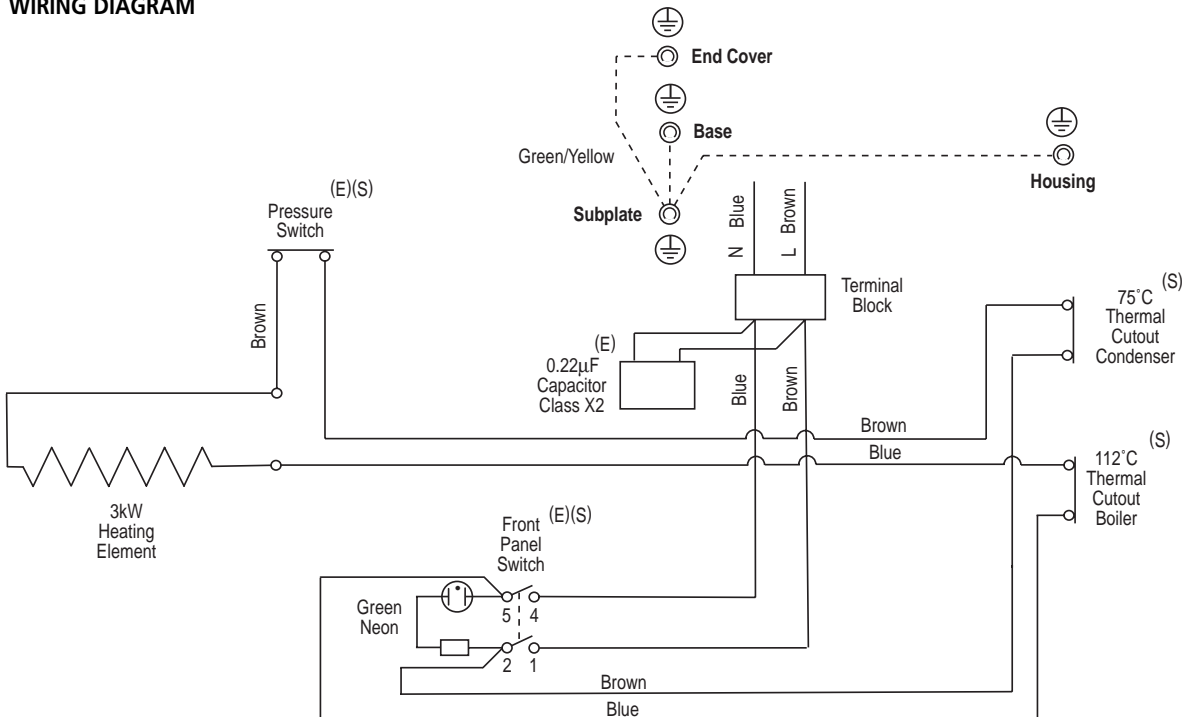 WIRING DIAGRAM
End Cover
Base
Green/Yellow
Housing
Subplate
(E)(S)
Pressure
Switch
Brown
N Blue
L Brown
Terminal
Block
(S)
75˚C
Thermal
Cutout
Condenser
(E)
0.22µF
Capacitor
Class X2
Blue
Brown
Brown
Blue
(S)
112˚C
Thermal
Cutout
Boiler
3kW
Heating
Element
(E)(S)
Front
Panel
Switch
Green
Neon
5 4
2 1
Brown
Blue